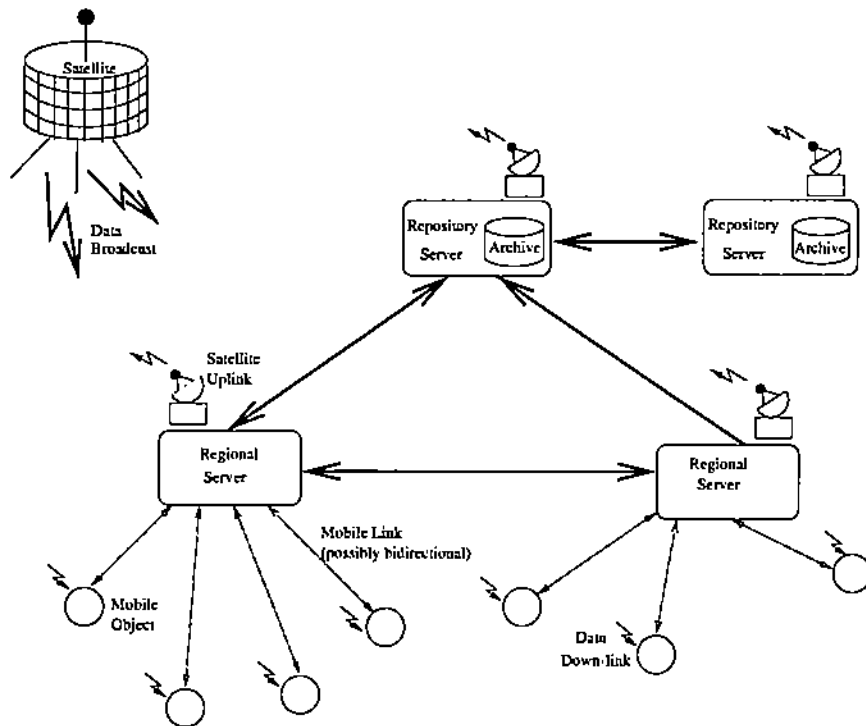 Satellite
Data
Broadcast
Repository
Server
Archive
Repository
Server
Archive
Satellite
Uplink
Regional
Server
Regional
Server
Mobile Link
(possibly bidirectional)
Mobile
Object
Data
Down-link